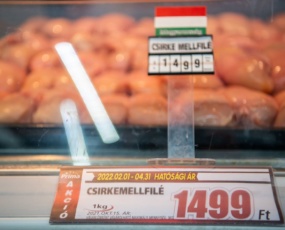 CSIRKE MELLFILÉ
1499
2022.02.01-04.31 HATÓSÁGI ÁR
AKCIÓ
CSIRKEMELLFILÉ
1kg
1499 Ft